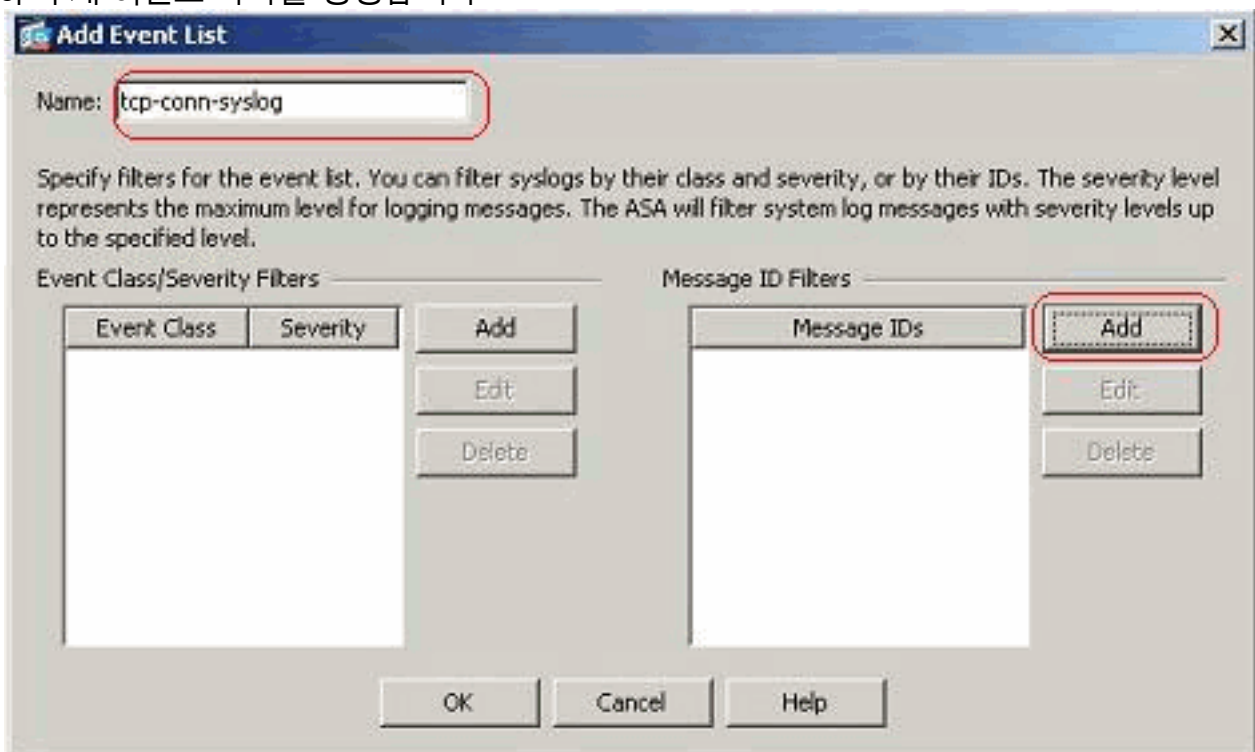 Add Event List
Name: tcp-conn-syslog
Specify filters for the event list. You can filter syslogs by their class and severity, or by their IDs. The severity level
represents the maximum level for logging messages. The ASA will filter system log messages with severity levels up
to the specified level.
Event Class/Severity Filters
Event Class Severity
Add
Edit
Delete
Message ID Filters
Message IDs
Add
Edit
Delete
OK Cancel Help